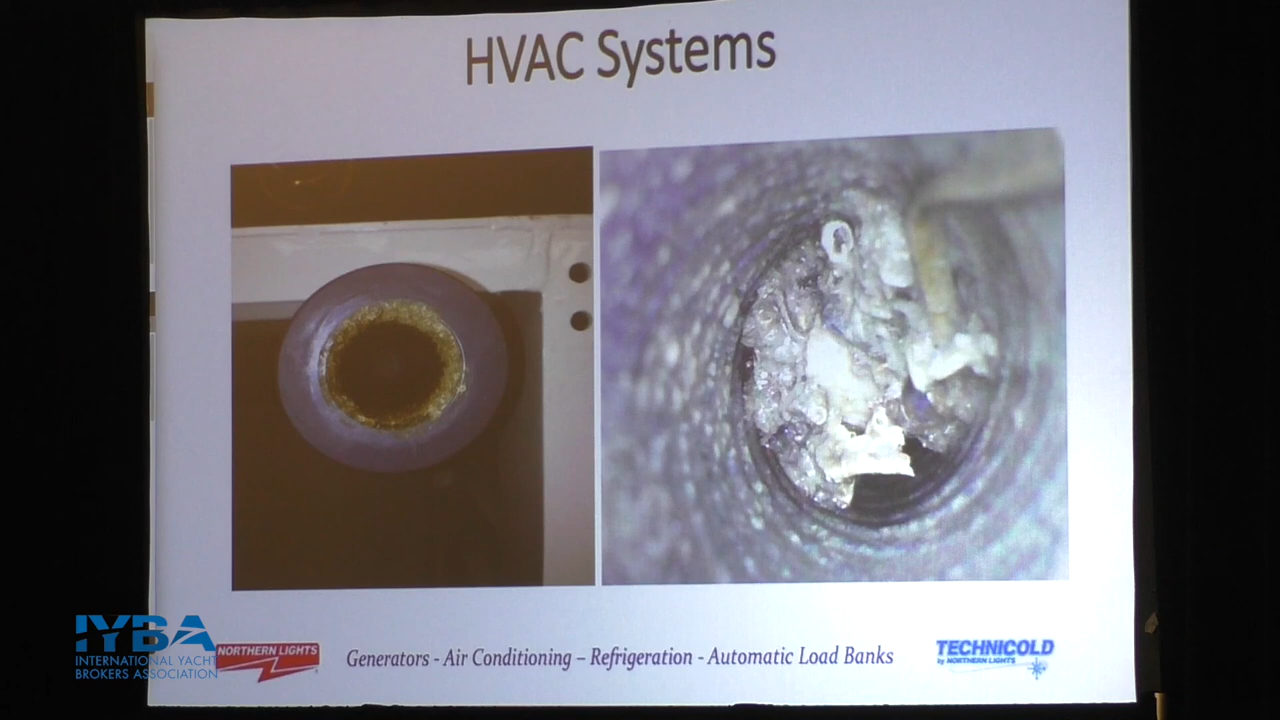 HVAC Systems
IYBA
INTERNATIONAL YACHT
BROKERS ASSOCIATION
NORTHERN LIGHTS
Generators - Air Conditioning – Refrigeration - Automatic Load Banks
TECHNICOLD
by NORTHERN LIGHTS